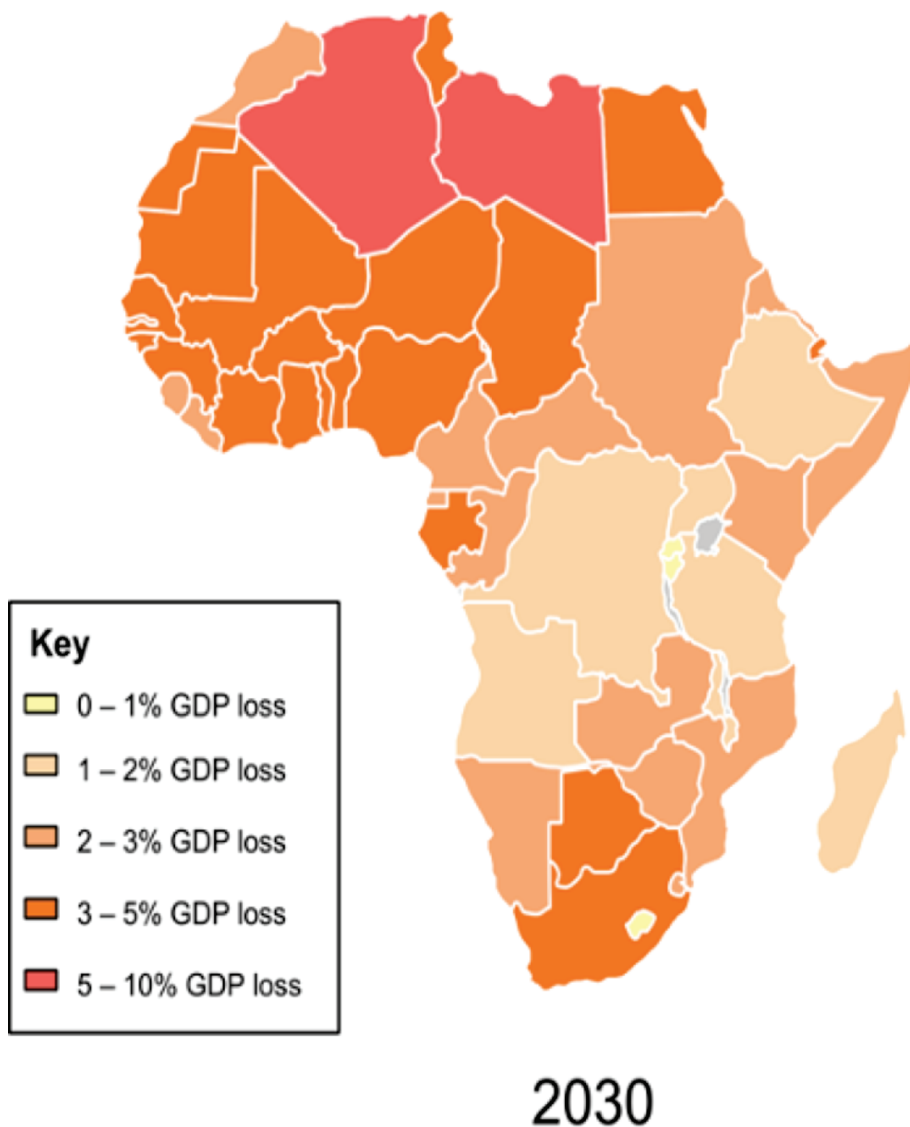 Key
0 – 1% GDP loss
1 – 2% GDP loss
2 – 3% GDP loss
3 – 5% GDP loss
5 – 10% GDP loss
2030